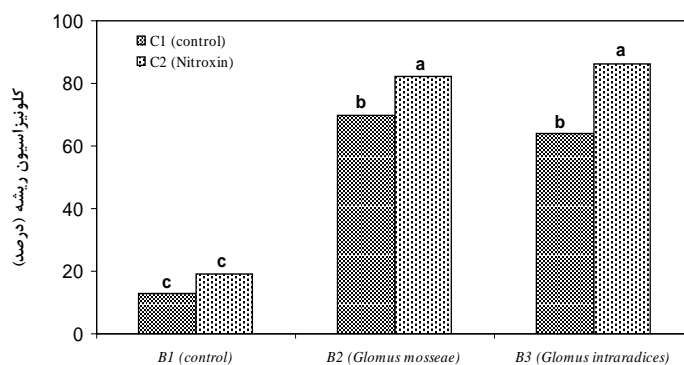 100
80
60
40
20
0
کلونیزاسیون ریشه (درصد)
C1 (control)
C2 (Nitroxin)
c
c
b
a
b
a
B1 (control)
B2 (Glomus mosseae)
B3 (Glomus intraradices)